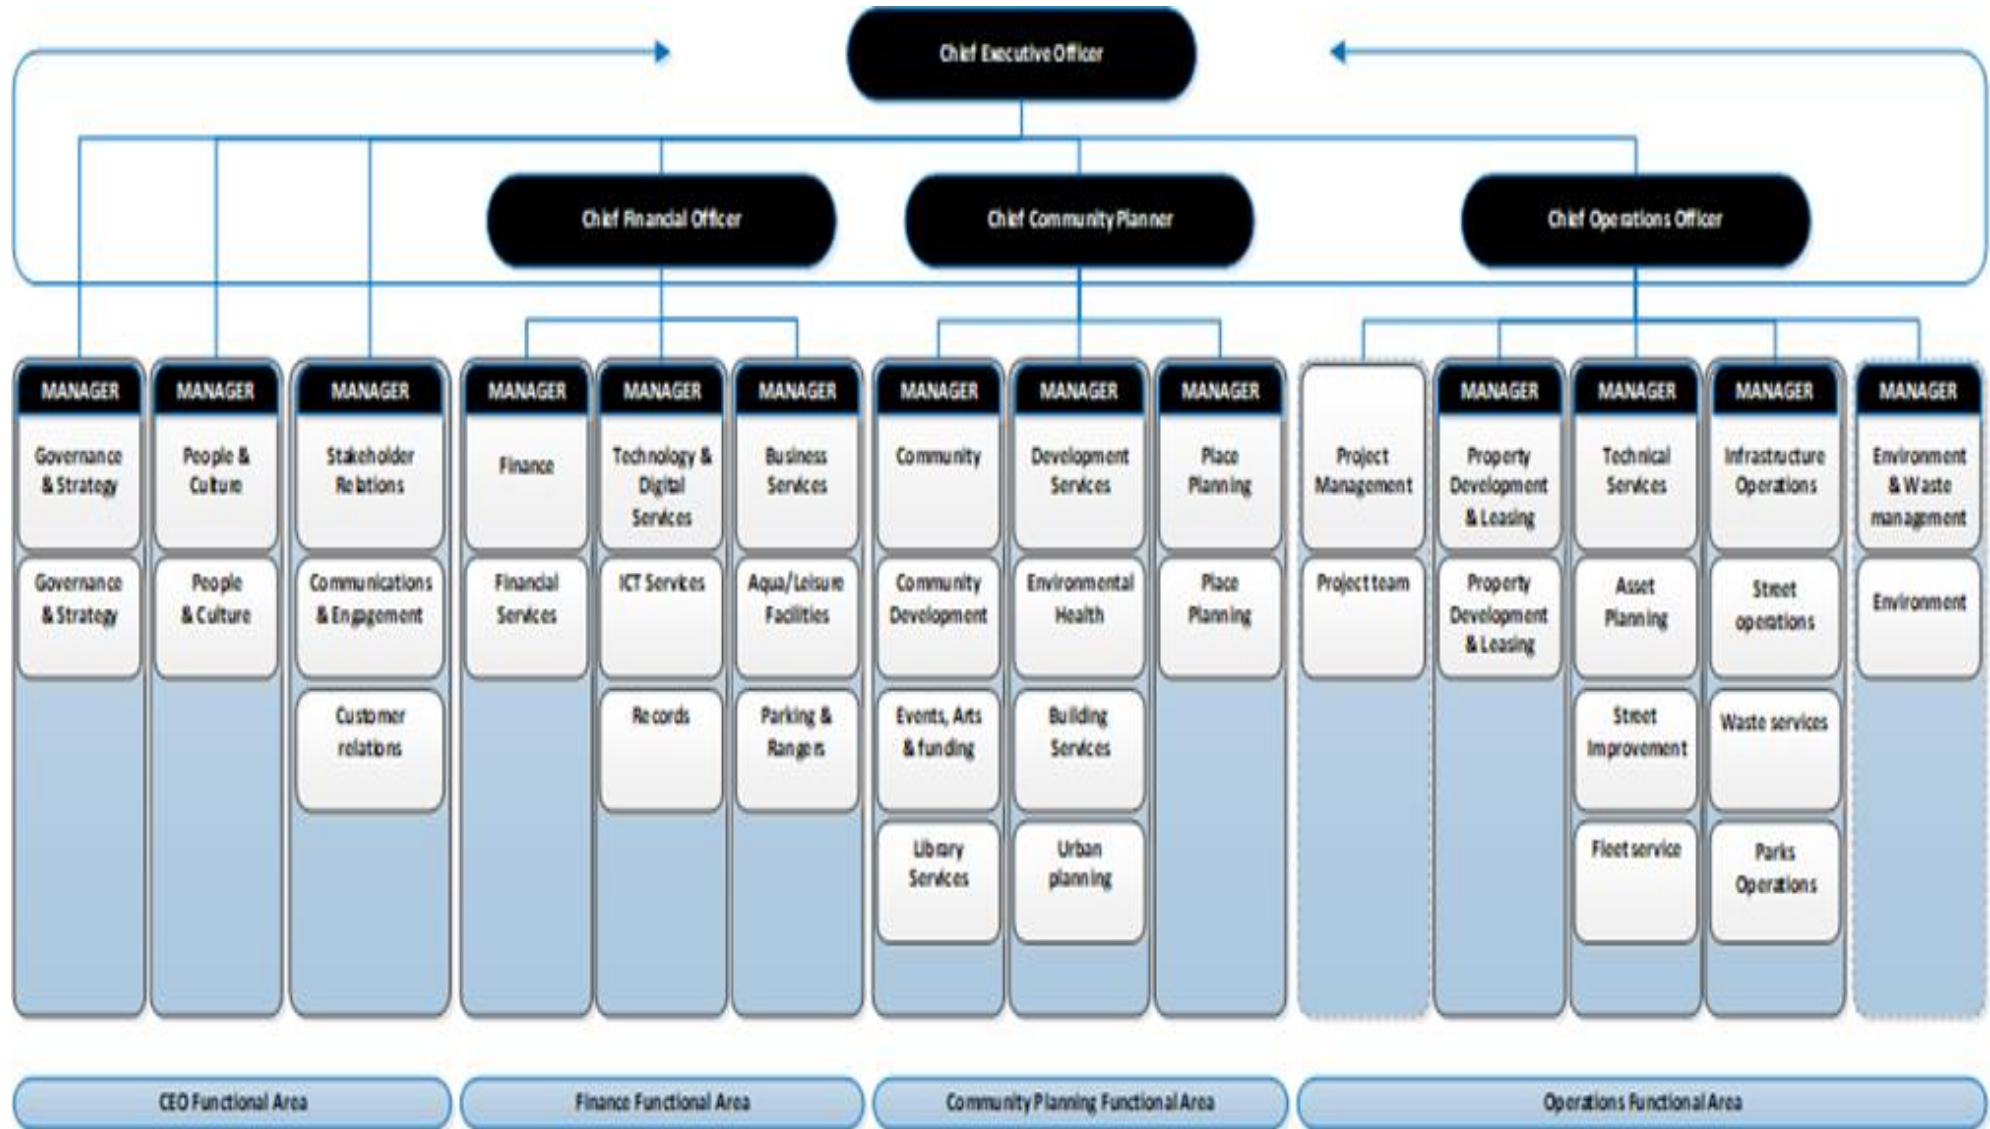 Chief Executive Officer
Chief Financial Officer
Chief Community Planner
Chief Operations Officer
MANAGER
Governance
& Strategy
Governance
& Strategy
MANAGER
People &
Culture
People
& Culture
MANAGER
Stakeholder
Relations
Communications
& Engagement
Customer
relations
MANAGER
Finance
Financial
Services
MANAGER
Technology &
Digital
Services
ICT Services
Records
MANAGER
Business
Services
Aqua/Leisure
Facilities
Parking &
Rangers
MANAGER
Community
Community
Development
Events, Arts
& funding
Library
Services
MANAGER
Development
Services
Environmental
Health
Building
Services
Urban
planning
MANAGER
Place
Planning
Place
Planning
Project
Management
Project team
MANAGER
Property
Development
& Leasing
Property
Development
& Leasing
MANAGER
Technical
Services
Asset
Planning
Street
Improvement
Fleet service
MANAGER
Infrastructure
Operations
Street
operations
Waste services
Parks
Operations
MANAGER
Environment
& Waste
management
Environment
CEO Functional Area
Finance Functional Area
Community Planning Functional Area
Operations Functional Area